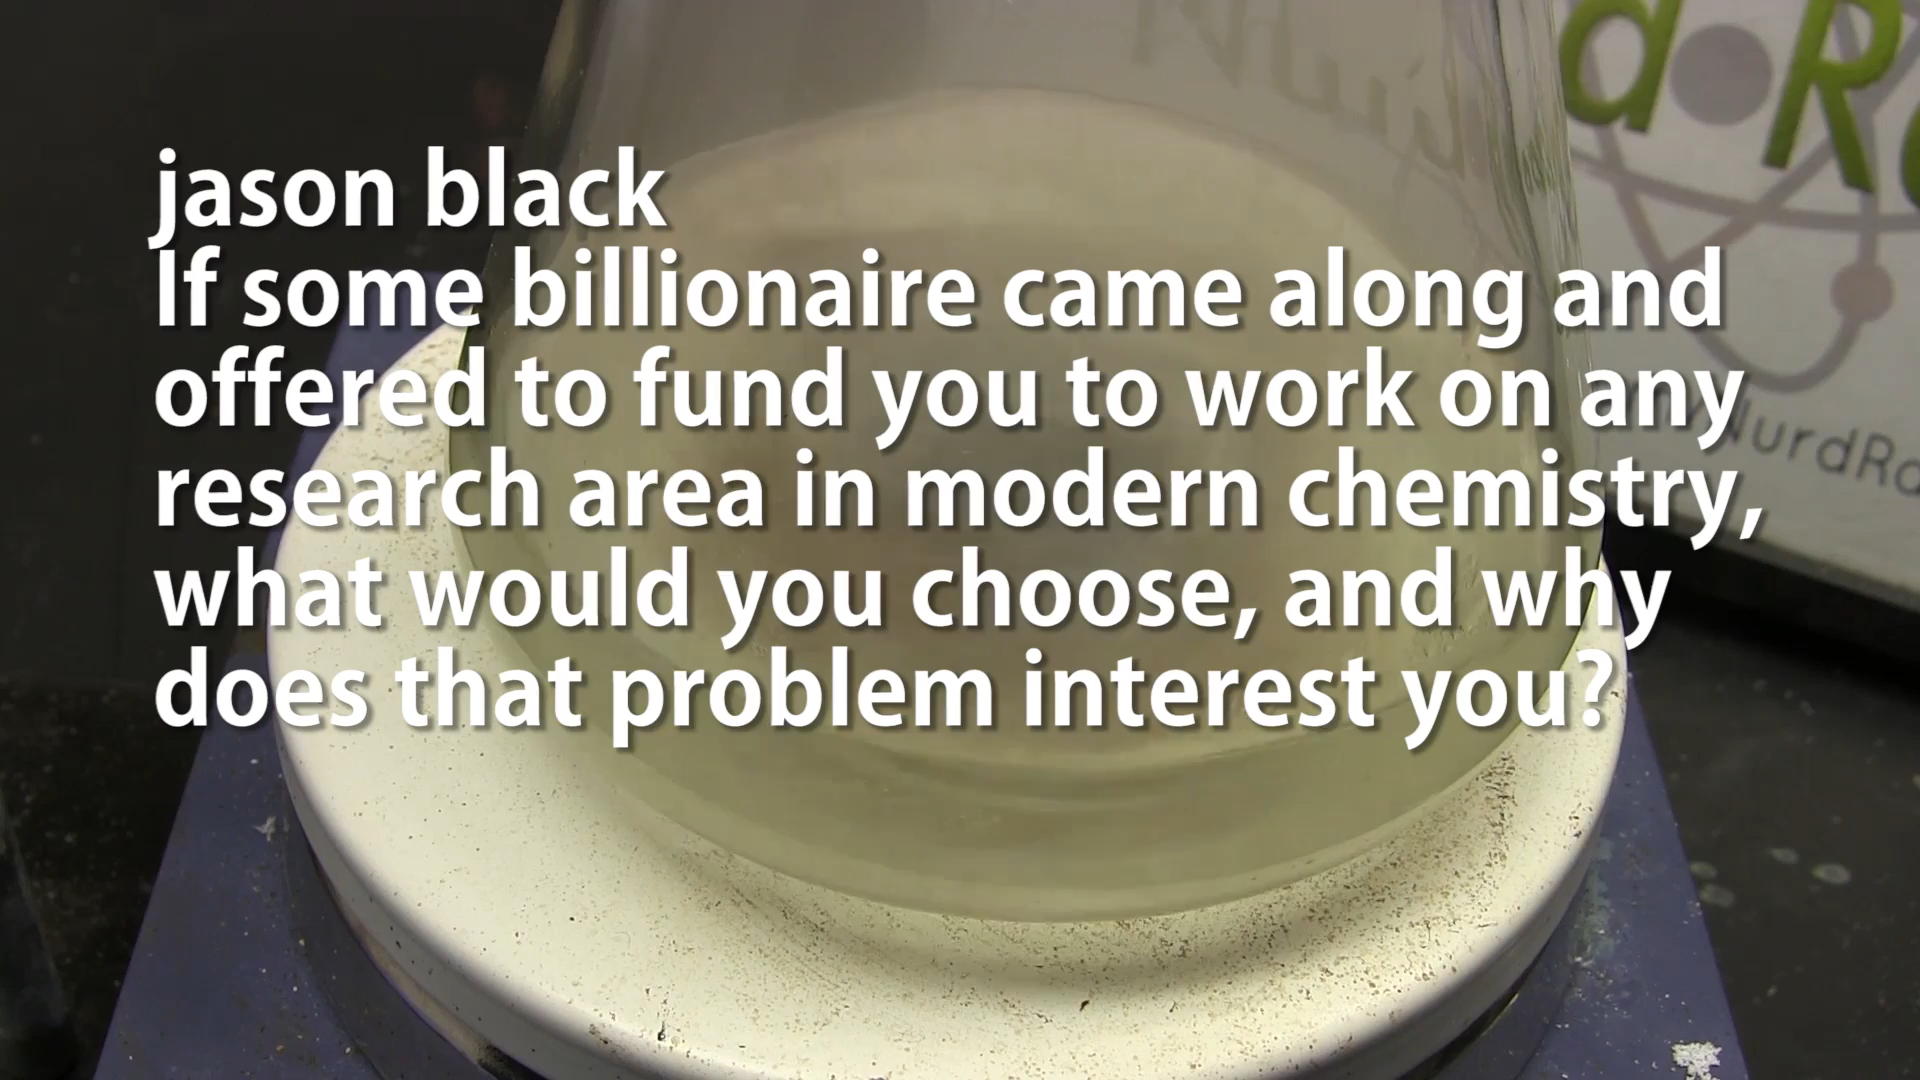 jason black
If some billionaire came along and
offered to fund you to work on any
research area in modern chemistry,
what would you choose, and why
does that problem interest you?
d R
NurdRa